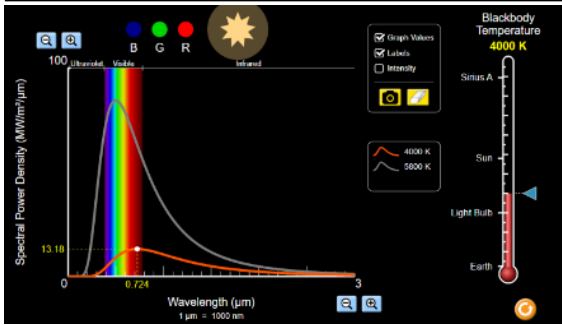 Blackbody
Temperature
4000 K
B G R
100
Ultraviolet Visible Infrared
Graph Values
Labels
Intensity
4000 K
5800 K
Sirius A
Sun
Light Bulb
Earth
Spectral Power Density (MW/m²/μm)
13.18
0
0.724
3
Wavelength (μm)
1 μm = 1000 nm